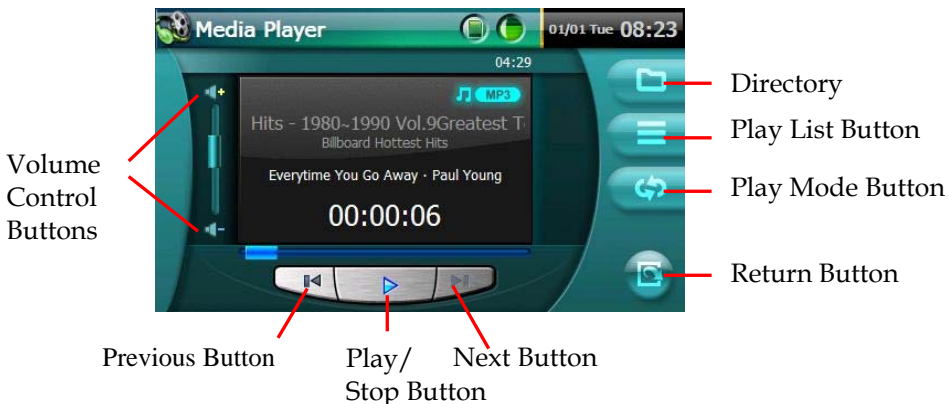 Media Player
01/01 Tue 08:23
04:29
MP3
Hits - 1980~1990 Vol.9Greatest T
Billboard Hottest Hits
Everytime You Go Away · Paul Young
00:00:06
Volume
Control
Buttons
Directory
Play List Button
Play Mode Button
Return Button
Previous Button
Play/
Stop Button
Next Button